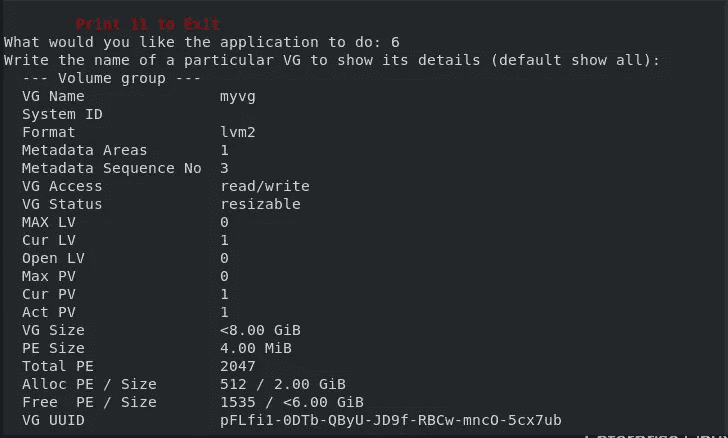 Print 11 to Exit
What would you like the application to do: 6
Write the name of a particular VG to show its details (default show all):
--- Volume group ---
VG Name myvg
System ID
Format lvm2
Metadata Areas 1
Metadata Sequence No 3
VG Access read/write
VG Status resizable
MAX LV 0
Cur LV 1
Open LV 0
Max PV 0
Cur PV 1
Act PV 1
VG Size <8.00 GiB
PE Size 4.00 MiB
Total PE 2047
Alloc PE / Size 512 / 2.00 GiB
Free PE / Size 1535 / <6.00 GiB
VG UUID pFLfi1-0DTb-QByU-JD9f-RBCw-mncO-5cx7ub